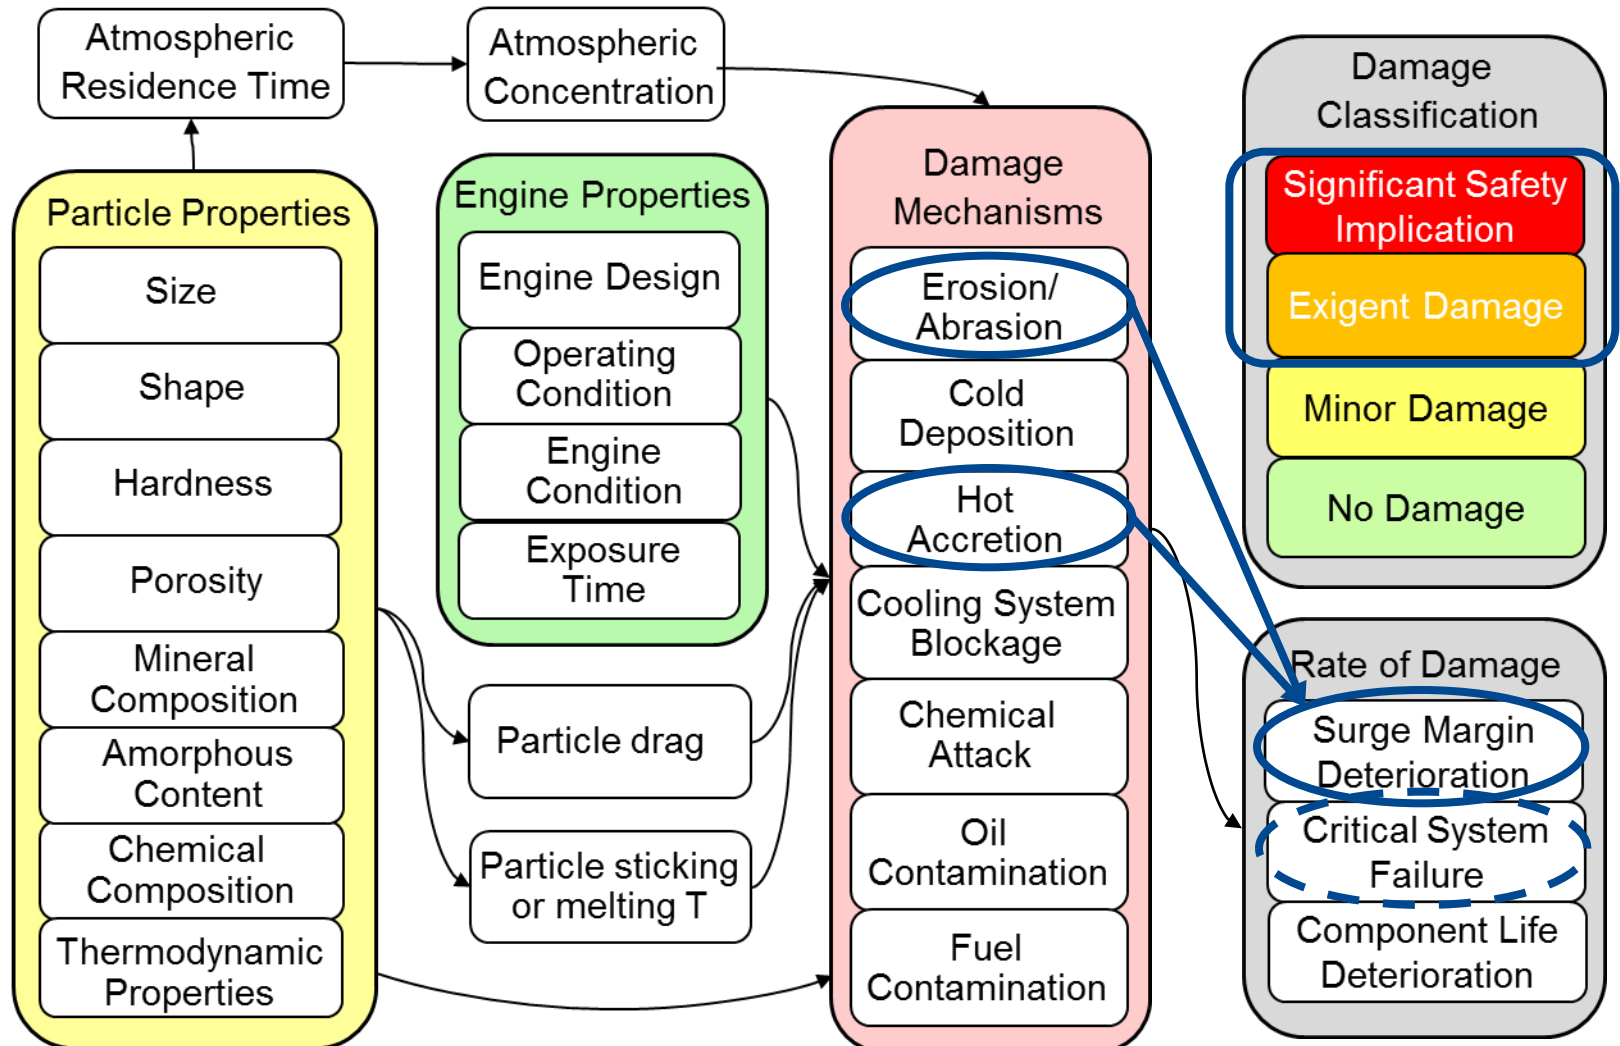 Atmospheric
Residence Time
Atmospheric
Concentration
Particle Properties
Size
Shape
Hardness
Porosity
Mineral
Composition
Amorphous
Content
Chemical
Composition
Thermodynamic
Properties
Engine Properties
Engine Design
Operating
Condition
Engine
Condition
Exposure
Time
Particle drag
Particle sticking
or melting T
Damage
Mechanisms
Erosion/
Abrasion
Cold
Deposition
Hot
Accretion
Cooling System
Blockage
Chemical
Attack
Oil
Contamination
Fuel
Contamination
Damage
Classification
Significant Safety
Implication
Exigent Damage
Minor Damage
No Damage
Rate of Damage
Surge Margin
Deterioration
Critical System
Failure
Component Life
Deterioration